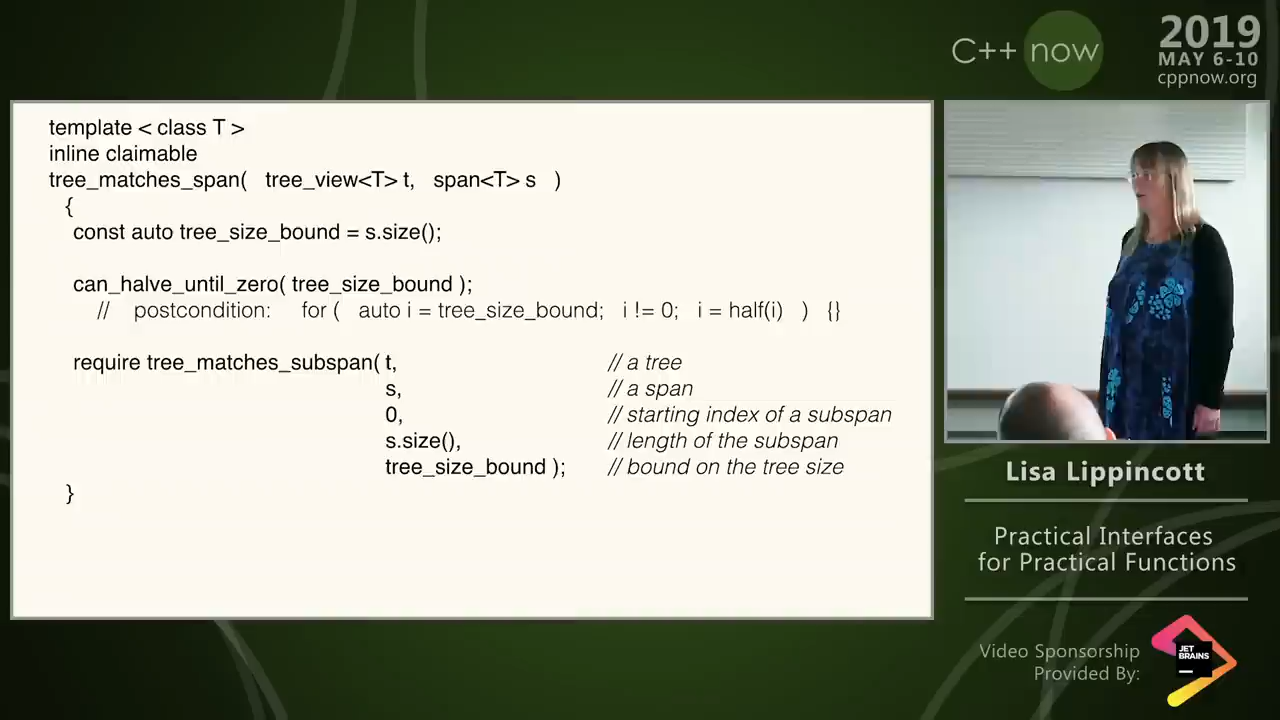 C++ now
2019
MAY 6-10
cppnow.org
template < class T >
inline claimable
tree_matches_span( tree_view<T> t, span<T> s )
{
const auto tree_size_bound = s.size();
can_halve_until_zero( tree_size_bound );
// postcondition: for ( auto i = tree_size_bound; i != 0; i = half(i) ) {}
require tree_matches_subspan( t, // a tree
s, // a span
0, // starting index of a subspan
s.size(), // length of the subspan
tree_size_bound ); // bound on the tree size
}
Lisa Lippincott
Practical Interfaces
for Practical Functions
Video Sponsorship
Provided By:
JET
BRAINS